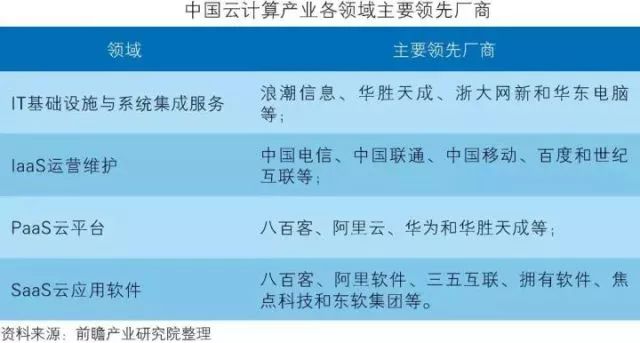 中国云计算产业各领域主要领先厂商
领域
主要领先厂商
IT基础设施与系统集成服务
浪潮信息、华胜天成、浙大网新和华东电脑
等；
IaaS运营维护
中国电信、中国联通、中国移动、百度和世纪
互联等；
PaaS云平台
八百客、阿里云、华为和华胜天成等；
SaaS云应用软件
八百客、阿里软件、三五互联、拥有软件、焦
点科技和东软集团等。
资料来源：前瞻产业研究院整理